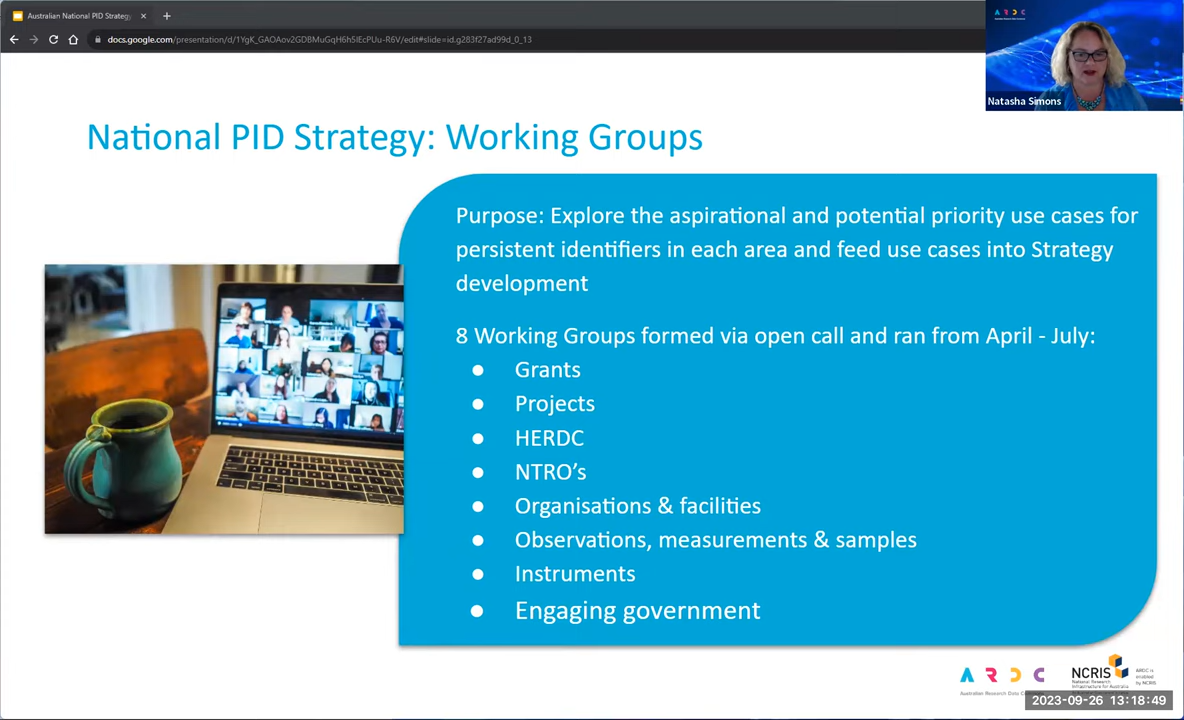 Australian National PID Strategy
docs.google.com/presentation/d/1YgK_GAOAov2GDBMuGqH6h5IEcPUu-R6V/edit#slide=id.g283f27ad99d_0_13
A R D C
Natasha Simons
National PID Strategy: Working Groups
Purpose: Explore the aspirational and potential priority use cases for
persistent identifiers in each area and feed use cases into Strategy
development
8 Working Groups formed via open call and ran from April - July:
● Grants
● Projects
● HERDC
● NTRO’s
● Organisations & facilities
● Observations, measurements & samples
● Instruments
● Engaging government
A R D C
Australian Research Data
NCRIS
National Research
Infrastructure for Australia
ARDC is
enabled
by NCRIS
2023-09-26 13:18:49